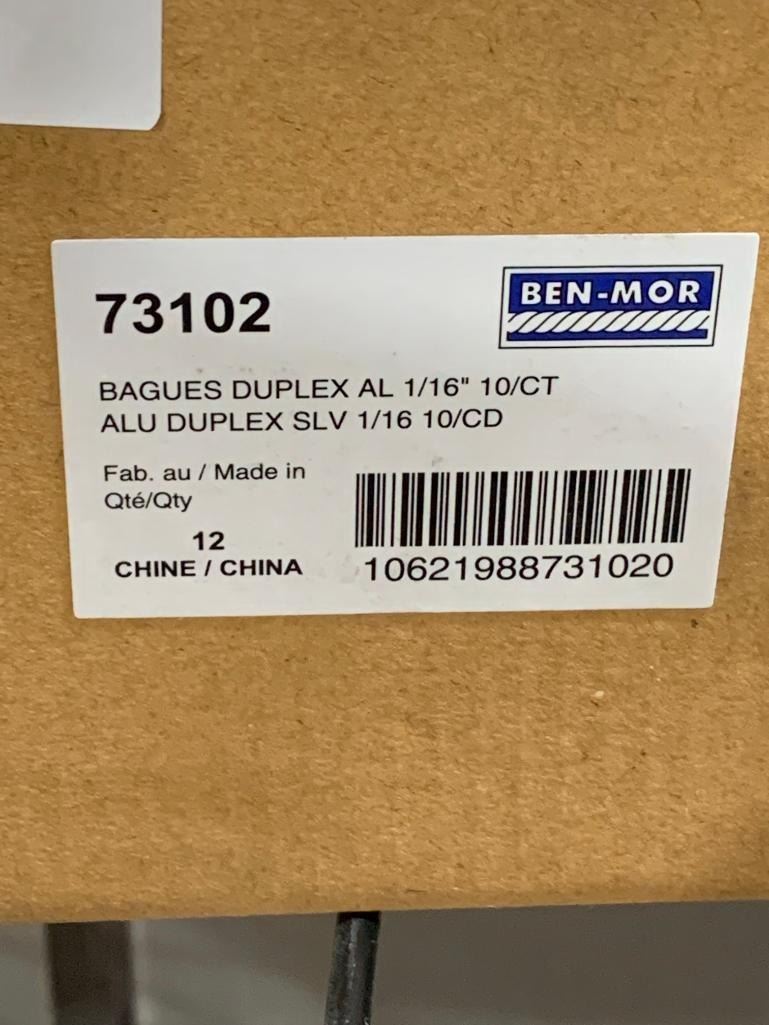 73102
BEN-MOR
BAGUES DUPLEX AL 1/16" 10/CT
ALU DUPLEX SLV 1/16 10/CD
Fab. au / Made in
Qté/Qty
12
CHINE / CHINA
10621988731020